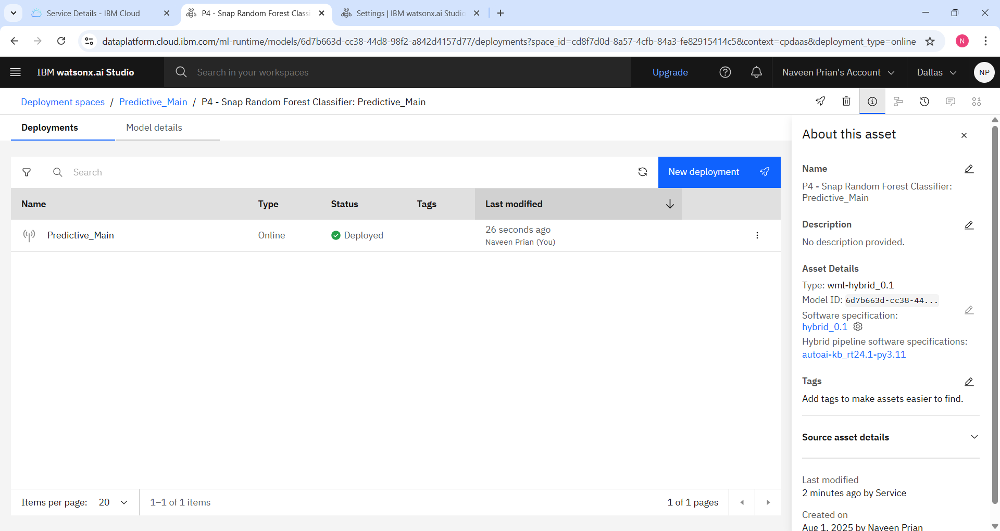 Service Details - IBM Cloud
P4 - Snap Random Forest Classi
Settings | IBM watsonx.ai Studio
dataplatform.cloud.ibm.com/ml-runtime/models/6d7b663d-cc38-44d8-98f2-a842d4157d77/deployments?space_id=cd8f7d0d-8a57-4cfb-84a3-fe82915414c5&context=cpdaas&deployment_type=online
N
IBM watsonx.ai Studio
Search in your workspaces
Upgrade
Naveen Prian's Account
Dallas
NP
Deployment spaces / Predictive_Main / P4 - Snap Random Forest Classifier: Predictive_Main
Deployments
Model details
Search
New deployment
Name Type Status Tags Last modified
Predictive_Main Online Deployed 26 seconds ago
Naveen Prian (You)
Items per page: 20
1–1 of 1 items
1 of 1 pages
About this asset
Name
P4 - Snap Random Forest Classifier:
Predictive_Main
Description
No description provided.
Asset Details
Type: wml-hybrid_0.1
Model ID: 6d7b663d-cc38-44...
Software specification:
hybrid_0.1
Hybrid pipeline software specifications:
autoai-kb_rt24.1-py3.11
Tags
Add tags to make assets easier to find.
Source asset details
Last modified
2 minutes ago by Service
Created on
Aug 1, 2025 by Naveen Prian